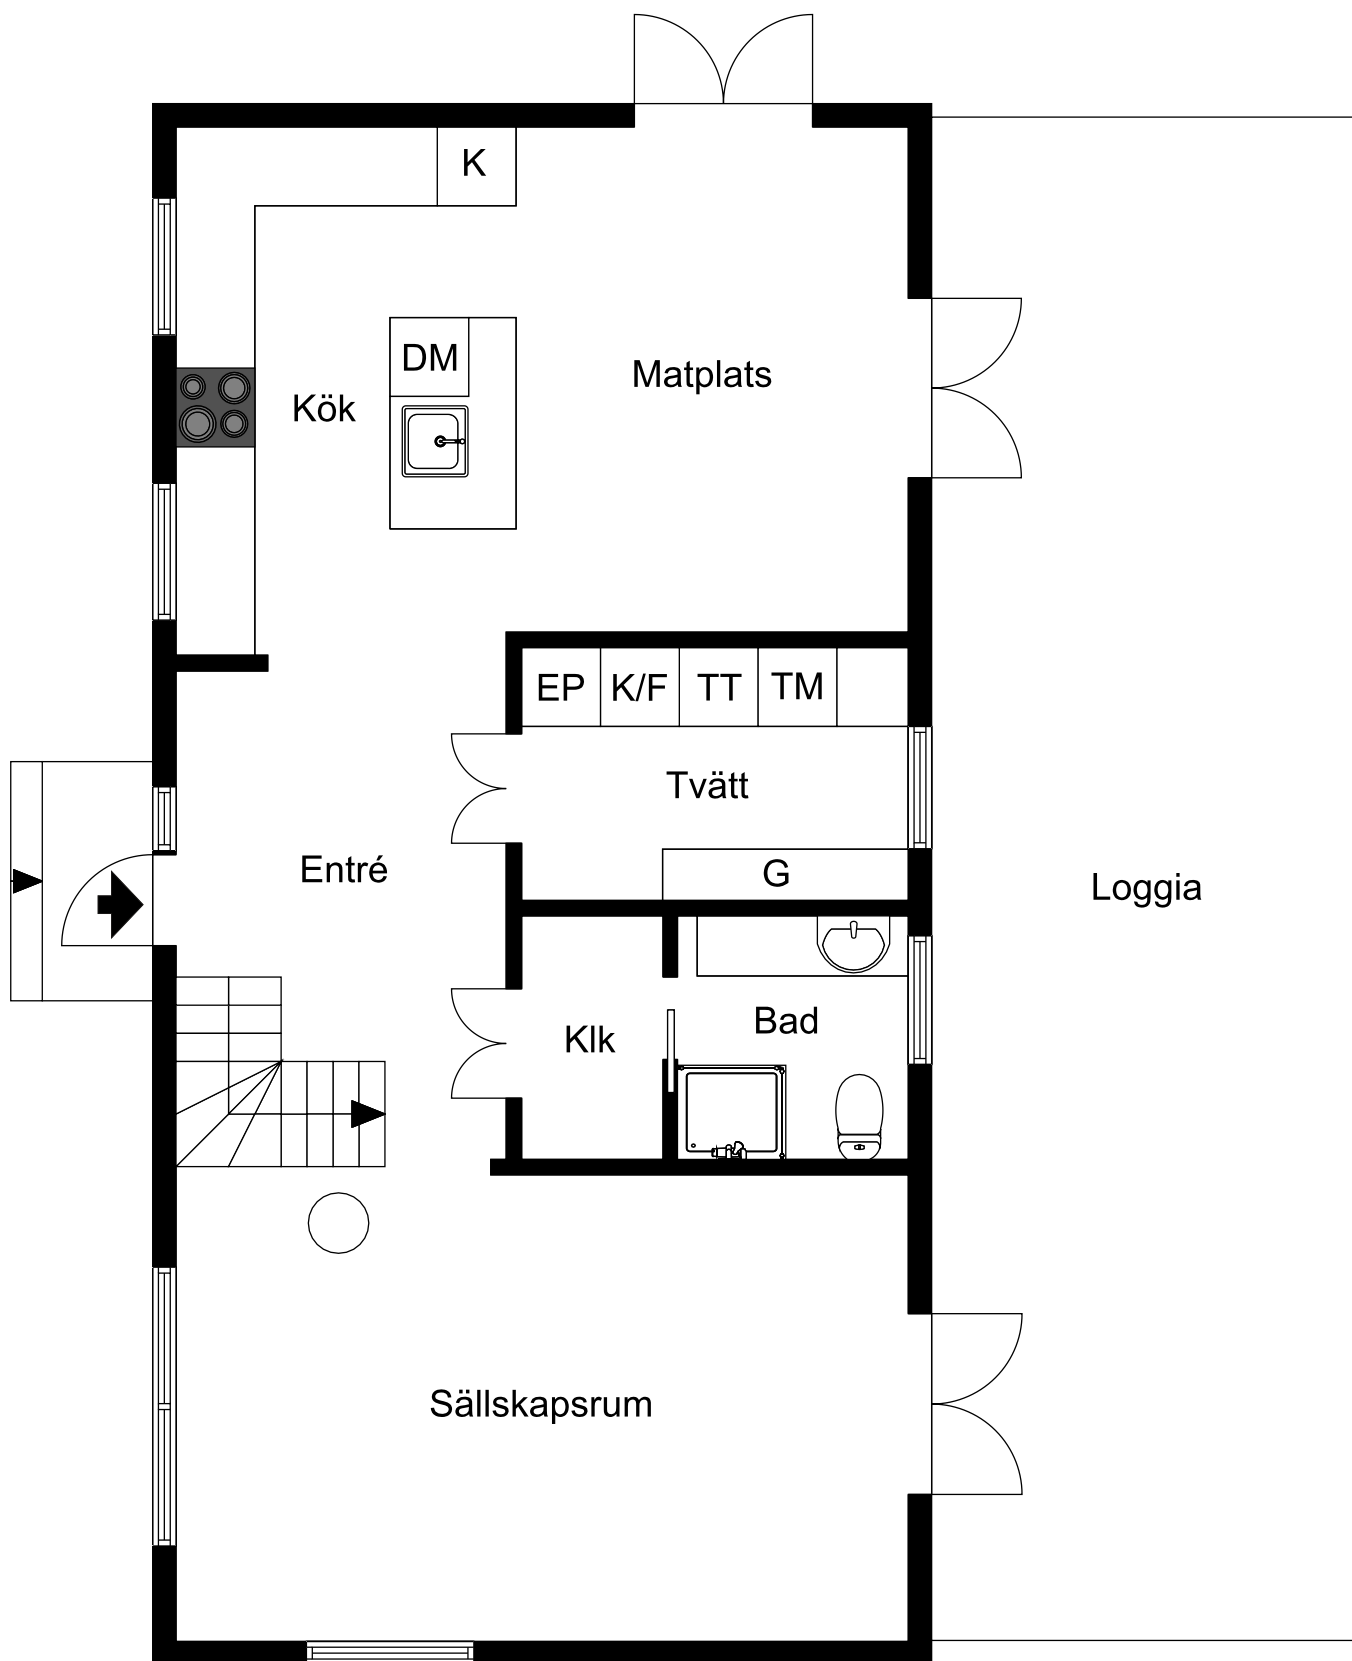 K
DM
Matplats
Kök
EP K/F TT TM
Tvätt
Entré
G
Loggia
Klk
Bad
Sällskapsrum